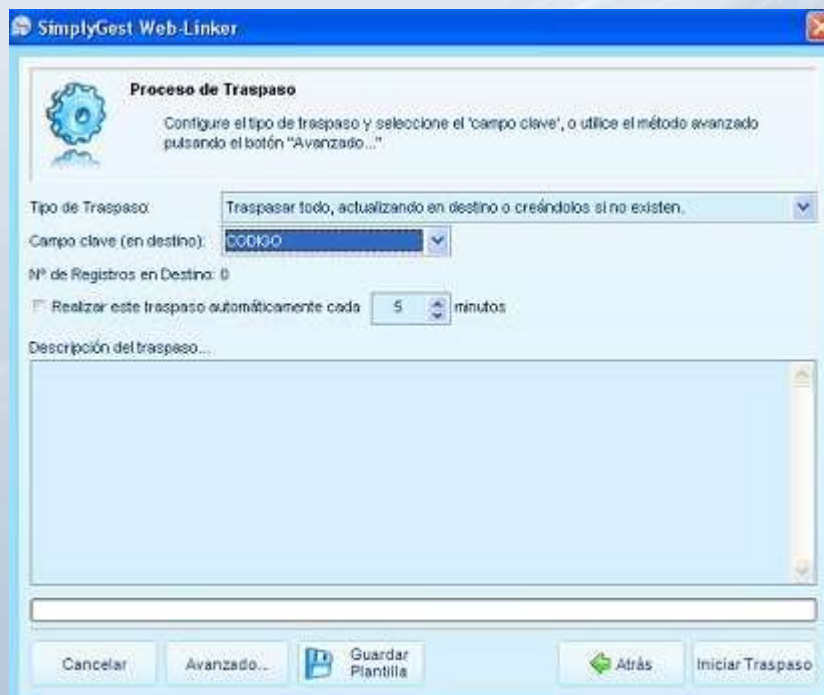 SimplyGest Web-Linker
Proceso de Traspaso
Configure el tipo de traspaso y seleccione el 'campo clave', o utilice el método avanzado
pulsando el botón "Avanzado..."
Tipo de Traspaso:
Traspasar todo, actualizando en destino o creándolos si no existen.
Campo clave (en destino):
CODIGO
Nº de Registros en Destino: 0
Realizar este traspaso automáticamente cada 5 minutos
Descripción del traspaso...
Cancelar
Avanzado...
Guardar
Plantilla
Atrás
Iniciar Traspaso